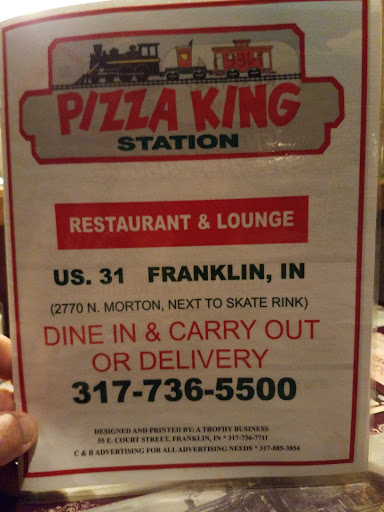 PIZZA KING
STATION
RESTAURANT & LOUNGE
US. 31 FRANKLIN, IN
(2770 N. MORTON, NEXT TO SKATE RINK)
DINE IN & CARRY OUT
OR DELIVERY
317-736-5500
DESIGNED AND PRINTED BY: A TROPHY BUSINESS
55 E. COURT STREET, FRANKLIN, IN * 317-736-7711
C & R ADVERTISING FOR ALL ADVERTISING NEEDS * 317-085-3854